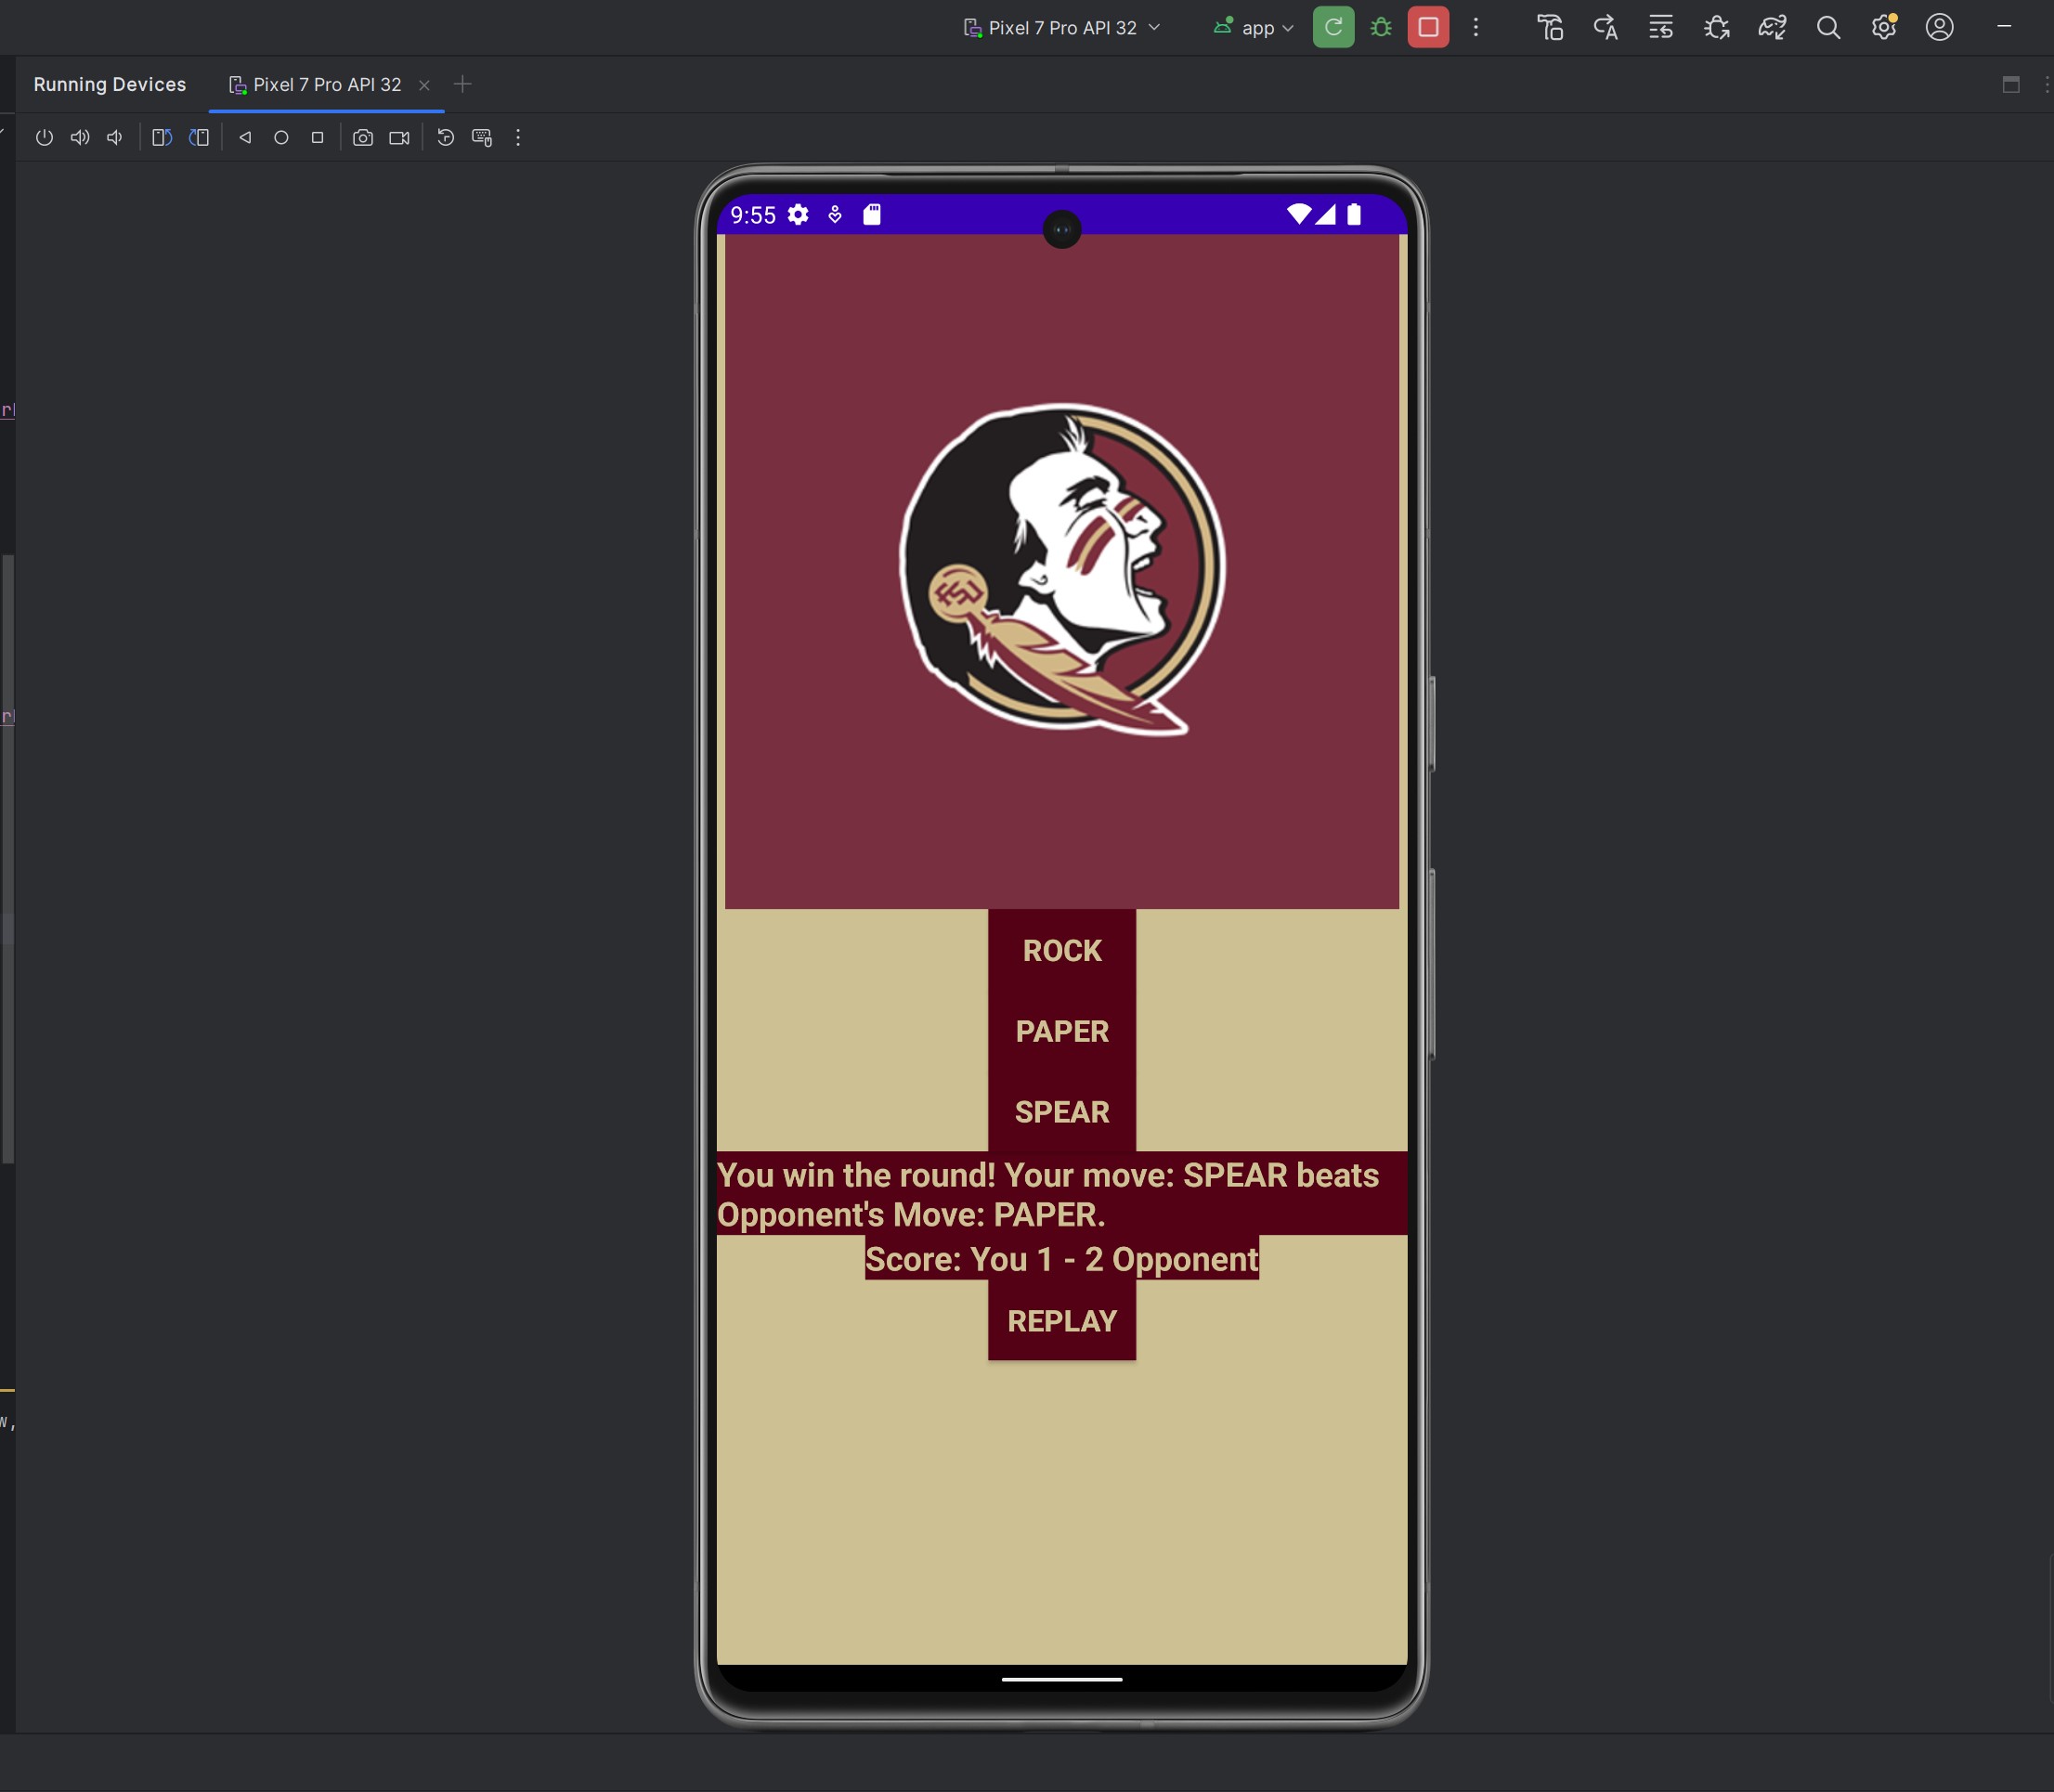 Pixel 7 Pro API 32
app
Running Devices
Pixel 7 Pro API 32
9:55
FSU
ROCK
PAPER
SPEAR
You win the round! Your move: SPEAR beats
Opponent's Move: PAPER.
Score: You 1 - 2 Opponent
REPLAY
w,